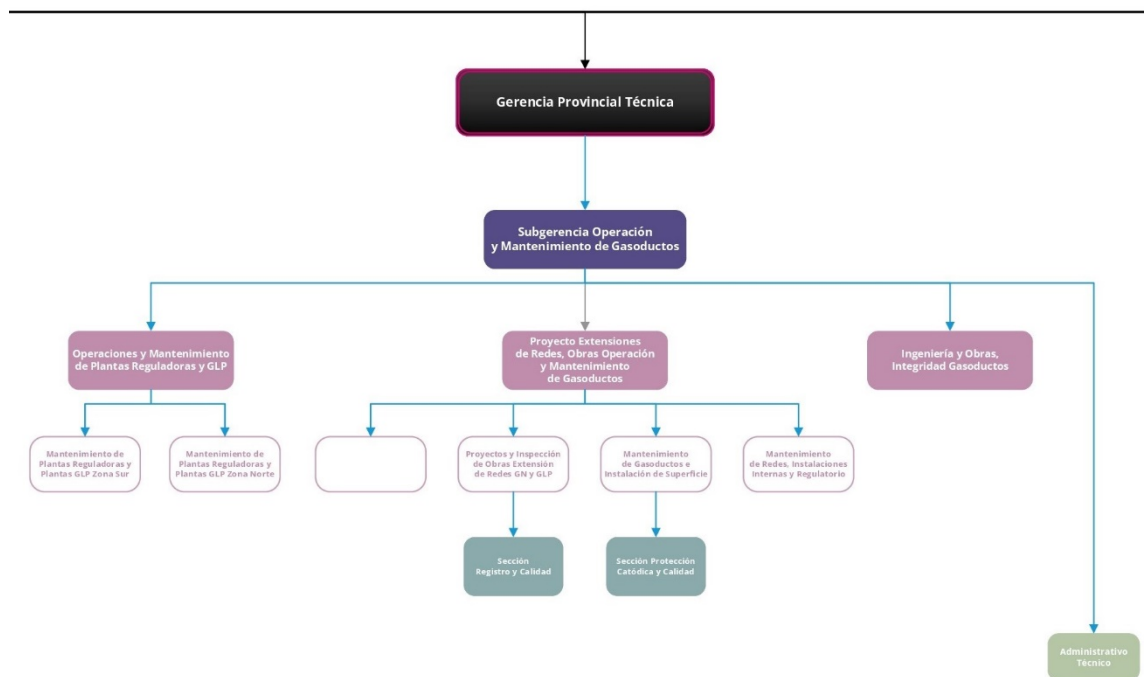 Gerencia Provincial Técnica
Subgerencia Operación
y Mantenimiento de Gasoductos
Operaciones y Mantenimiento
de Plantas Reguladoras y GLP
Proyecto Extensiones
de Redes, Obras Operación
y Mantenimiento
de Gasoductos
Ingeniería y Obras,
Integridad Gasoductos
Mantenimiento de
Plantas Reguladoras y
Plantas GLP Zona Sur
Mantenimiento de
Plantas Reguladoras y
Plantas GLP Zona Norte
Proyectos y Inspección
de Obras Extensión
de Redes GN y GLP
Mantenimiento
de Gasoductos e
Instalación de Superficie
Mantenimiento
de Redes, Instalaciones
Internas y Regulatorio
Sección
Registro y Calidad
Sección Protección
Catódica y Calidad
Administrativo
Técnico